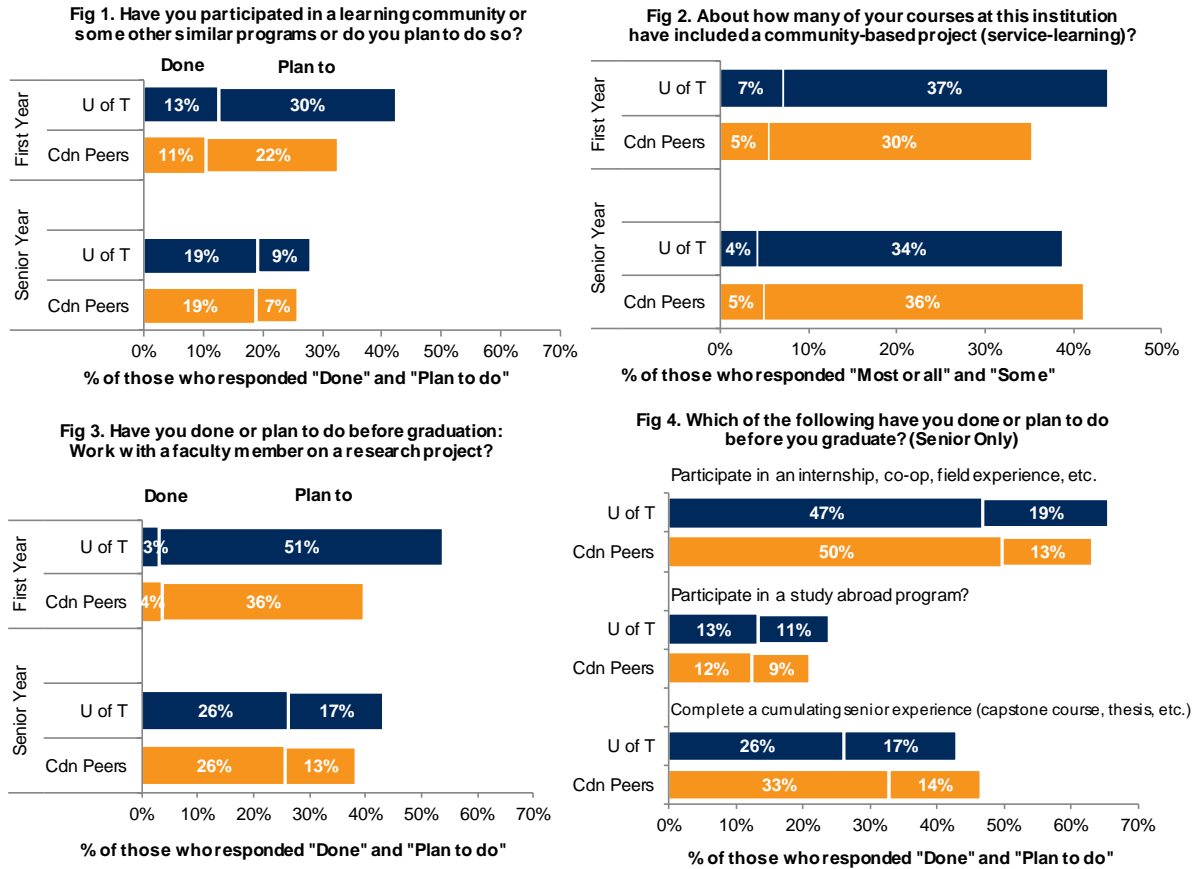 Fig 1. Have you participated in a learning community or
some other similar programs or do you plan to do so?
Done Plan to
First Year
U of T 13% 30%
Cdn Peers 11% 22%
Senior Year
U of T 19% 9%
Cdn Peers 19% 7%
0% 10% 20% 30% 40% 50% 60% 70%
% of those who responded "Done" and "Plan to do"
Fig 2. About how many of your courses at this institution
have included a community-based project (service-learning)?
First Year
U of T 7% 37%
Cdn Peers 5% 30%
Senior Year
U of T 4% 34%
Cdn Peers 5% 36%
0% 10% 20% 30% 40% 50%
% of those who responded "Most or all" and "Some"
Fig 3. Have you done or plan to do before graduation:
Work with a faculty member on a research project?
Done Plan to
First Year
U of T 3% 51%
Cdn Peers 4% 36%
Senior Year
U of T 26% 17%
Cdn Peers 26% 13%
0% 10% 20% 30% 40% 50% 60% 70%
% of those who responded "Done" and "Plan to do"
Fig 4. Which of the following have you done or plan to do
before you graduate? (Senior Only)
Participate in an internship, co-op, field experience, etc.
U of T 47% 19%
Cdn Peers 50% 13%
Participate in a study abroad program?
U of T 13% 11%
Cdn Peers 12% 9%
Complete a cumulating senior experience (capstone course, thesis, etc.)
U of T 26% 17%
Cdn Peers 33% 14%
0% 10% 20% 30% 40% 50% 60% 70%
% of those who responded "Done" and "Plan to do"